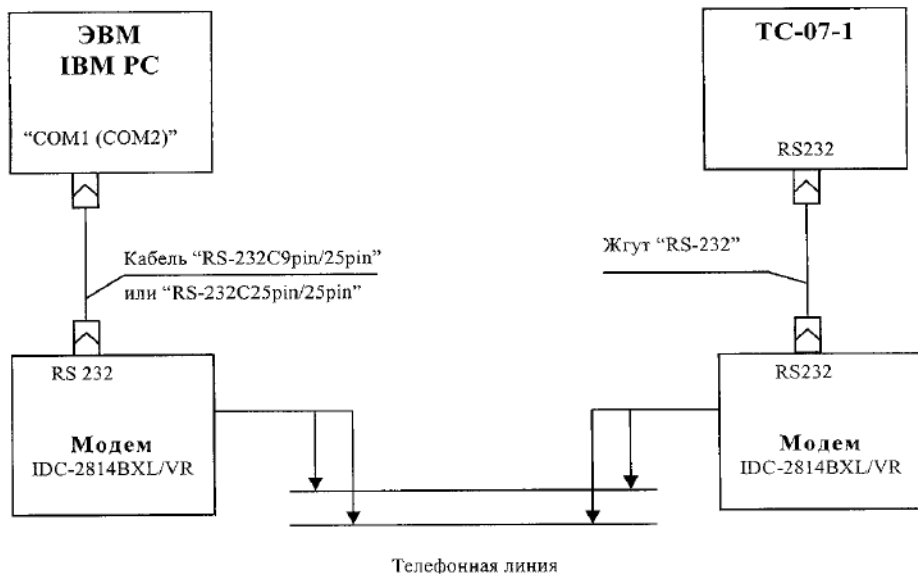 ЭВМ
IBM PC
“COM1 (COM2)”
ТС-07-1
RS232
Кабель “RS-232C9pin/25pin”
или “RS-232C25pin/25pin”
Жгут “RS-232”
RS 232
Модем
IDC-2814BXL/VR
RS232
Модем
IDC-2814BXL/VR
Телефонная линия